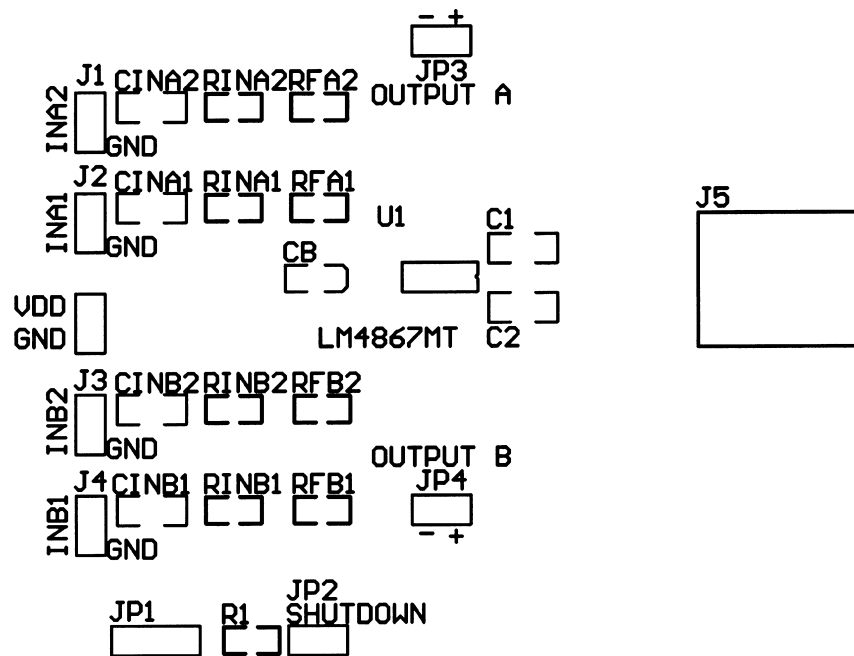 - +
JP3
OUTPUT A
J1 CINA2 RINA2 RFA2
INA2
GND
J2 CINA1 RINA1 RFA1
INA1
GND
U1
C1
J5
CB
VDD
GND
LM4867MT
C2
J3 CINB2 RINB2 RFB2
INB2
GND
OUTPUT B
J4 CINB1 RINB1 RFB1
JP4
INB1
GND
- +
JP1
R1
JP2
SHUTDOWN